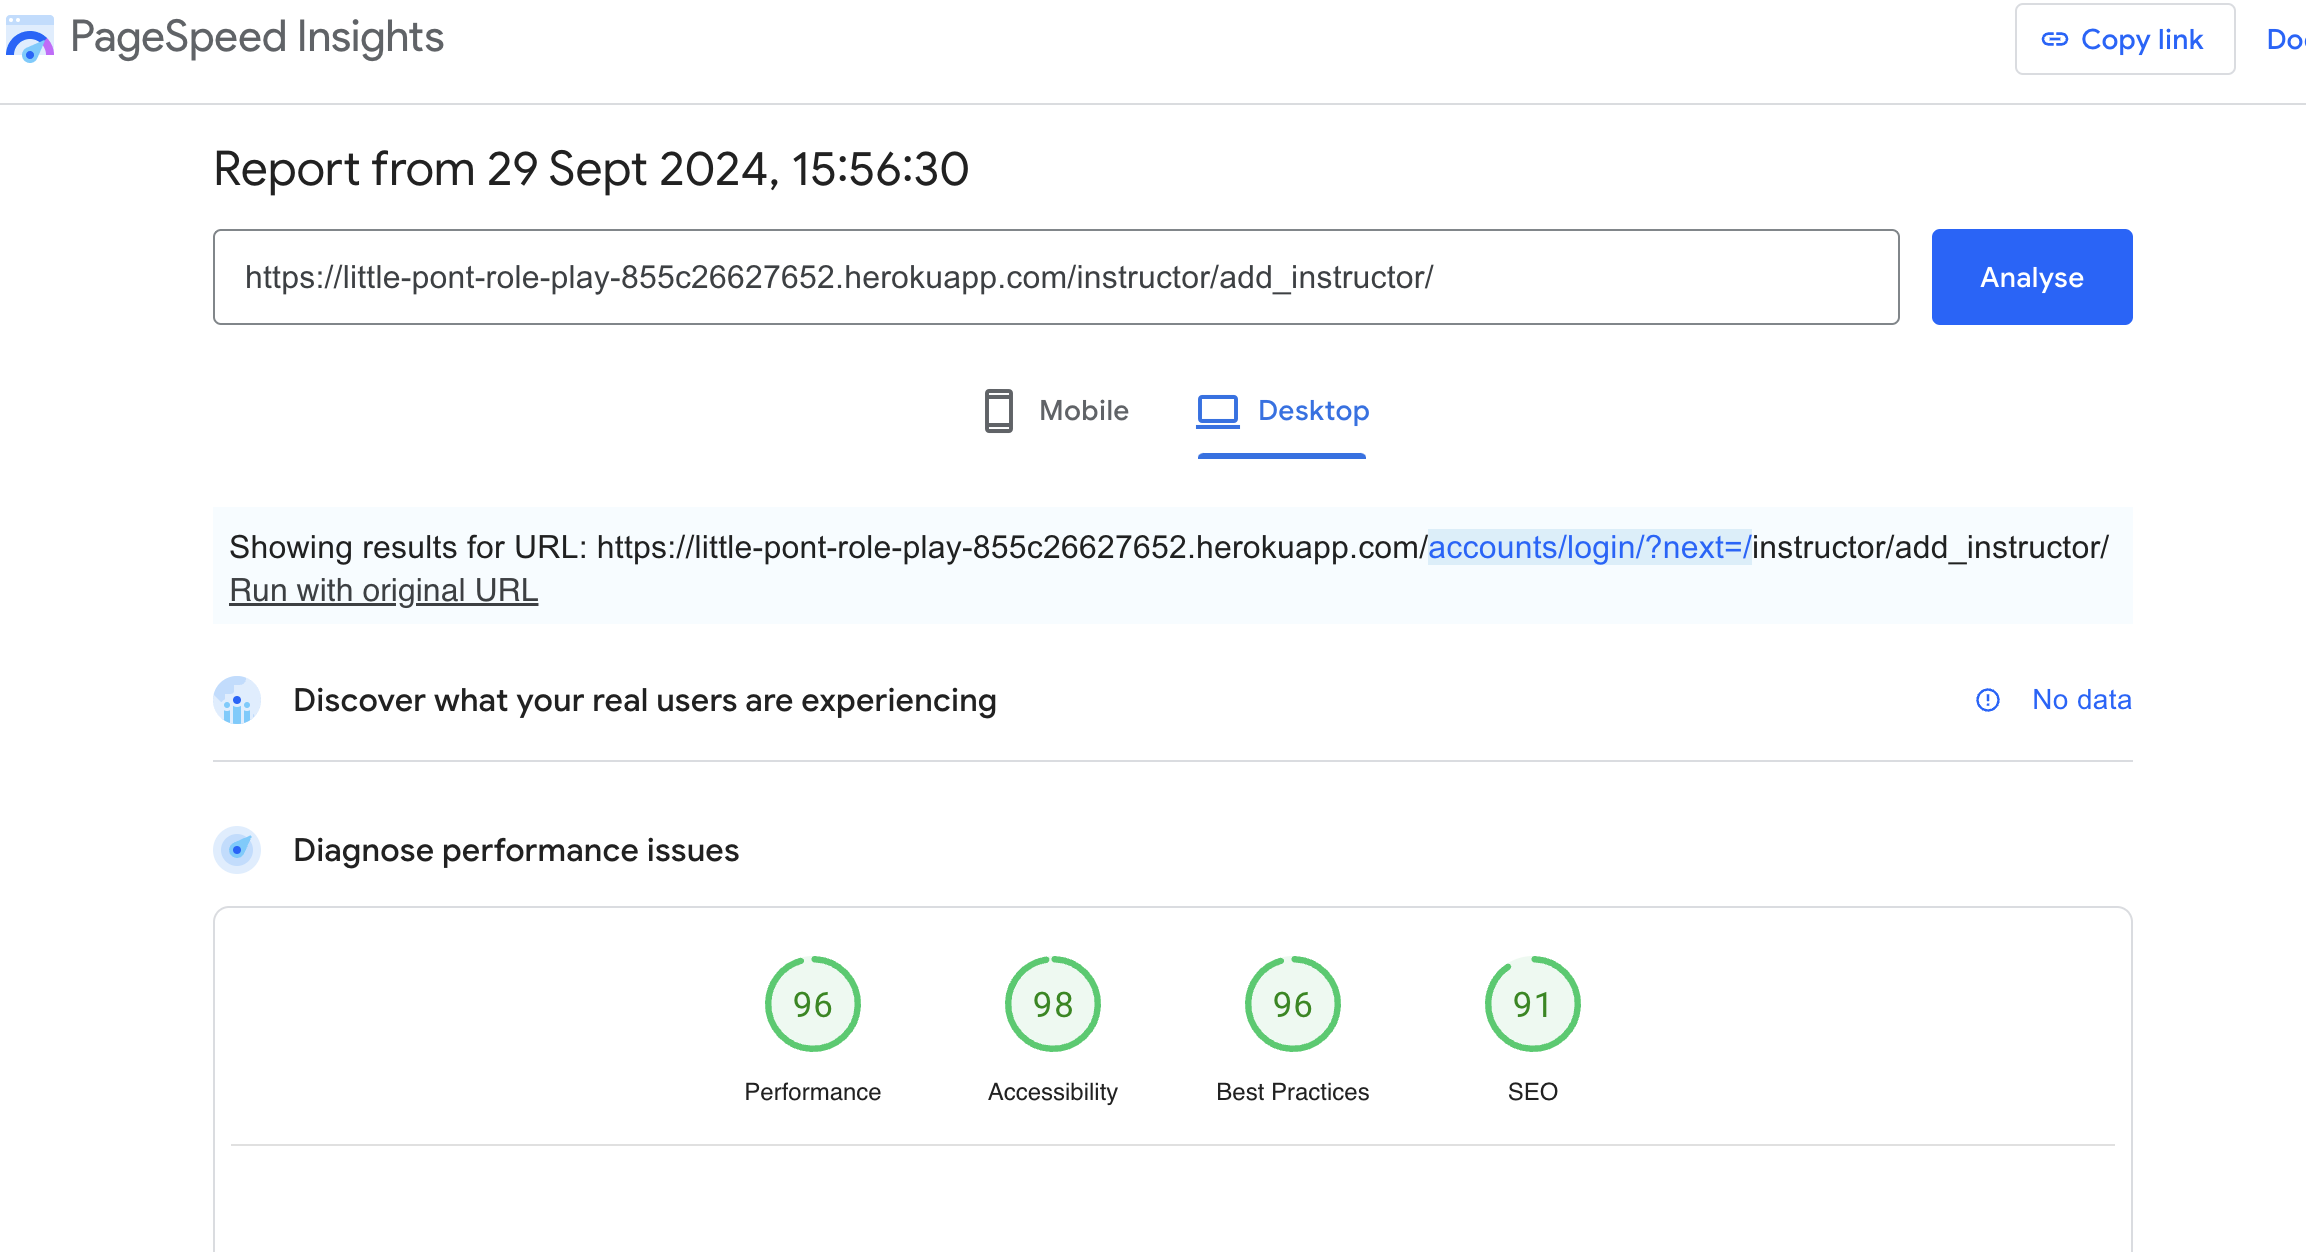 PageSpeed Insights
Copy link
Report from 29 Sept 2024, 15:56:30
https://little-pont-role-play-855c26627652.herokuapp.com/instructor/add_instructor/
Analyse
Mobile
Desktop
Showing results for URL: https://little-pont-role-play-855c26627652.herokuapp.com/accounts/login/?next=/instructor/add_instructor/
Run with original URL
Discover what your real users are experiencing
No data
Diagnose performance issues
96
98
96
91
Performance
Accessibility
Best Practices
SEO